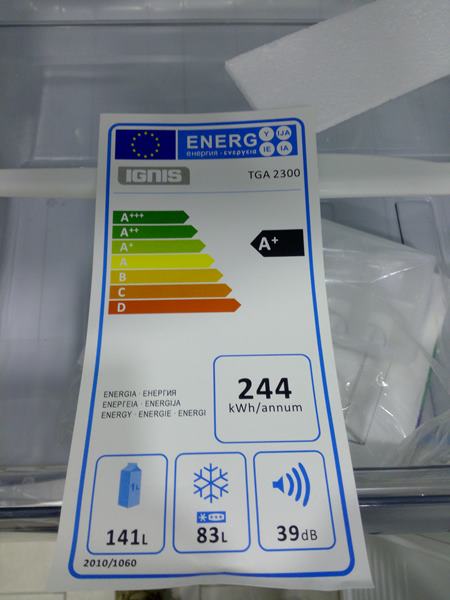 ENERG Y IJA
енергия · ενεργεια IE IA
IGNIS TGA 2300
A+++
A++
A+
A
B
C
D
A+
244
kWh/annum
ENERGIA · ЕНЕРГИЯ
ΕΝΕΡΓΕΙΑ · ENERGIJA
ENERGY · ENERGIE · ENERGI
1L
141L 83L 39dB
2010/1060